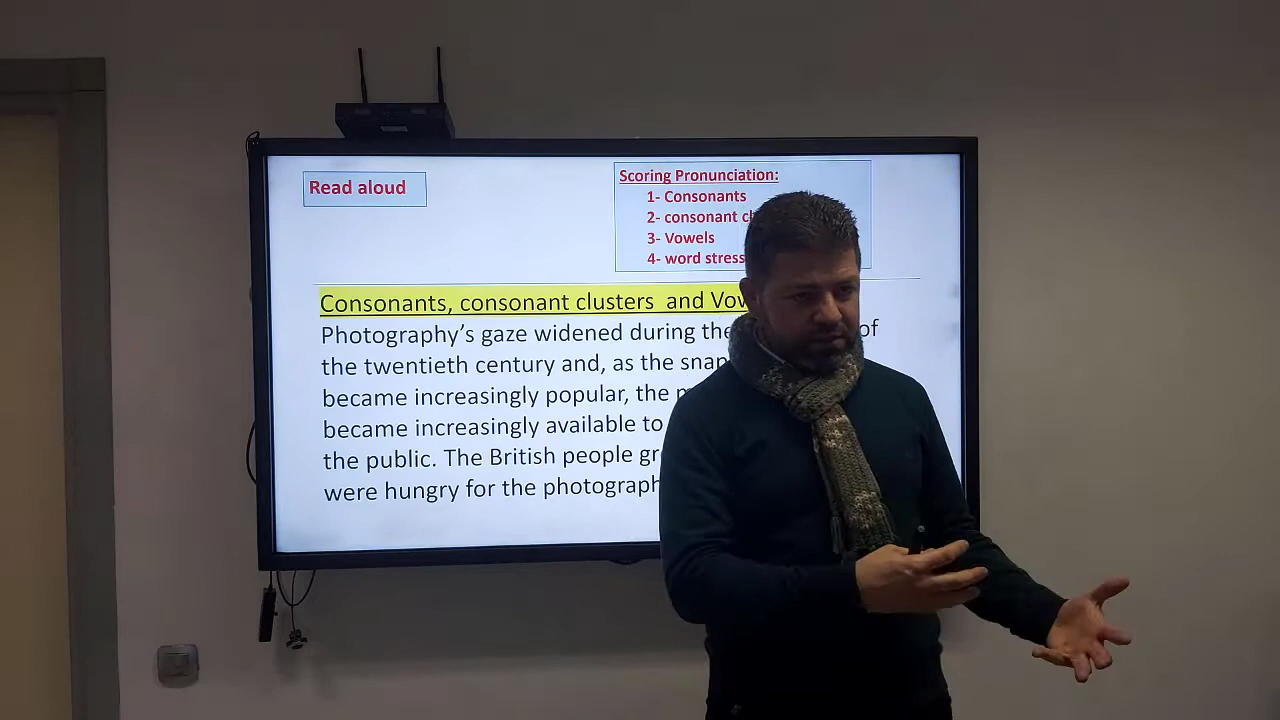 Read aloud
Scoring Pronunciation:
1- Consonants
2- consonant
3- Vowels
4- word stress
Consonants, consonant clusters and
Photography's gaze widened during the of
the twentieth century and, as the
became increasingly popular, the
became increasingly available to
the public. The British people
were hungry for the